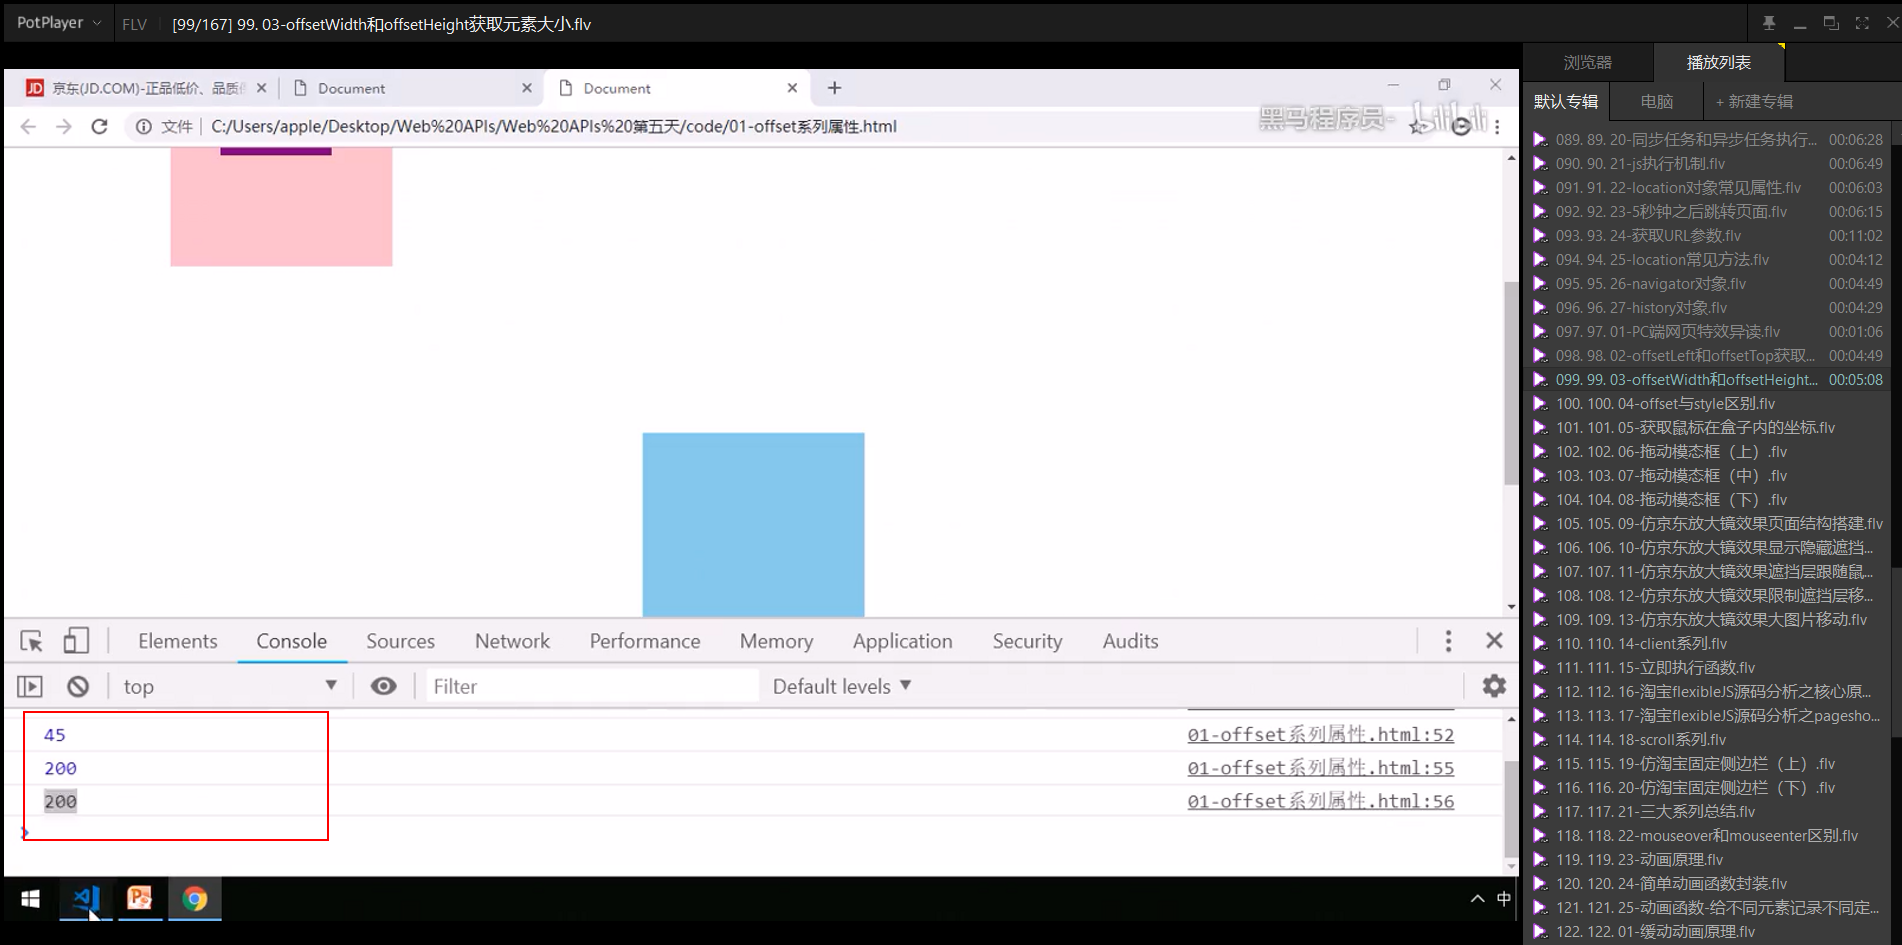 PotPlayer
FLV
[99/167] 99. 03-offsetWidth和offsetHeight获取元素大小.flv
浏览器
播放列表
默认专辑
电脑
+ 新建专辑
京东(JD.COM)-正品低价、品质
Document
Document
文件
C:/Users/apple/Desktop/Web%20APIs/Web%20APIs%20第五天/code/01-offset系列属性.html
黑马程序员-
bilibili
Elements
Console
Sources
Network
Performance
Memory
Application
Security
Audits
top
Filter
Default levels
45
01-offset系列属性.html:52
200
01-offset系列属性.html:55
200
01-offset系列属性.html:56
中
089. 89. 20-同步任务和异步任务执行... 00:06:28
090. 90. 21-js执行机制.flv 00:06:49
091. 91. 22-location对象常见属性.flv 00:06:03
092. 92. 23-5秒钟之后跳转页面.flv 00:06:15
093. 93. 24-获取URL参数.flv 00:11:02
094. 94. 25-location常见方法.flv 00:04:12
095. 95. 26-navigator对象.flv 00:04:49
096. 96. 27-history对象.flv 00:04:29
097. 97. 01-PC端网页特效异读.flv 00:01:06
098. 98. 02-offsetLeft和offsetTop获取... 00:04:49
099. 99. 03-offsetWidth和offsetHeight... 00:05:08
100. 100. 04-offset与style区别.flv
101. 101. 05-获取鼠标在盒子内的坐标.flv
102. 102. 06-拖动模态框（上）.flv
103. 103. 07-拖动模态框（中）.flv
104. 104. 08-拖动模态框（下）.flv
105. 105. 09-仿京东放大镜效果页面结构搭建.flv
106. 106. 10-仿京东放大镜效果显示隐藏遮挡...
107. 107. 11-仿京东放大镜效果遮挡层跟随鼠...
108. 108. 12-仿京东放大镜效果限制遮挡层移...
109. 109. 13-仿京东放大镜效果大图片移动.flv
110. 110. 14-client系列.flv
111. 111. 15-立即执行函数.flv
112. 112. 16-淘宝flexibleJS源码分析之核心原...
113. 113. 17-淘宝flexibleJS源码分析之pagesho...
114. 114. 18-scroll系列.flv
115. 115. 19-仿淘宝固定侧边栏（上）.flv
116. 116. 20-仿淘宝固定侧边栏（下）.flv
117. 117. 21-三大系列总结.flv
118. 118. 22-mouseover和mouseenter区别.flv
119. 119. 23-动画原理.flv
120. 120. 24-简单动画函数封装.flv
121. 121. 25-动画函数-给不同元素记录不同定...
122. 122. 01-缓动动画原理.flv